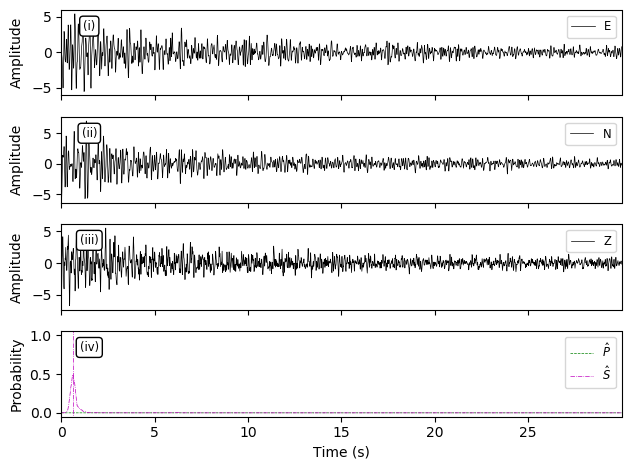 5
0
−5
Amplitude
(i)
E
5
0
−5
Amplitude
(ii)
N
5
0
−5
Amplitude
(iii)
Z
1.0
0.5
0.0
Probability
(iv)
P̂
Ŝ
0 5 10 15 20 25
Time (s)